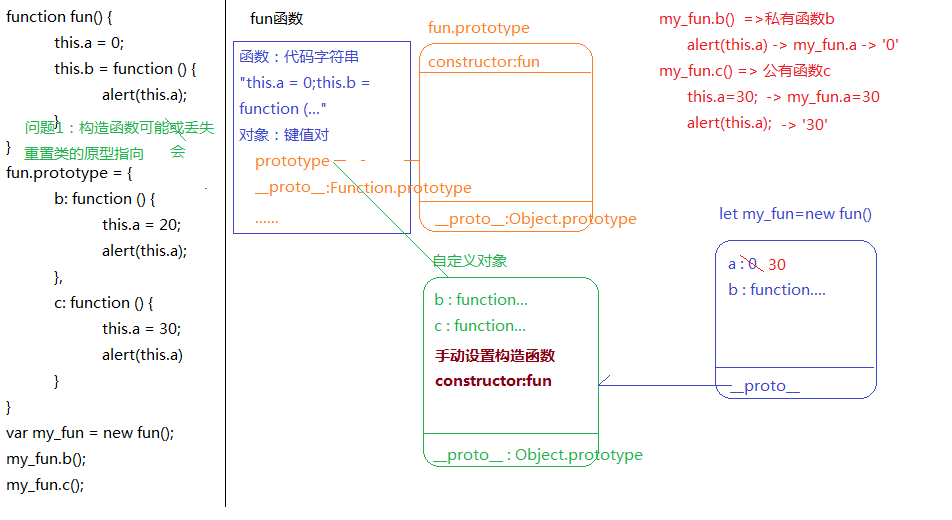 function fun() {
this.a = 0;
this.b = function () {
alert(this.a);
}
问题1：构造函数可能或丢失
重置类的原型指向
会
}
fun.prototype = {
b: function () {
this.a = 20;
alert(this.a);
},
c: function () {
this.a = 30;
alert(this.a)
}
}
var my_fun = new fun();
my_fun.b();
my_fun.c();
fun函数
函数：代码字符串
"this.a = 0;this.b =
function (..."
对象：键值对
prototype
__proto__:Function.prototype
......
fun.prototype
constructor:fun
__proto__:Object.prototype
自定义对象
b : function...
c : function...
手动设置构造函数
constructor:fun
__proto__ : Object.prototype
my_fun.b() =>私有函数b
alert(this.a) -> my_fun.a -> '0'
my_fun.c() => 公有函数c
this.a=30; -> my_fun.a=30
alert(this.a); -> '30'
let my_fun=new fun()
a : 0 30
b : function....
__proto__